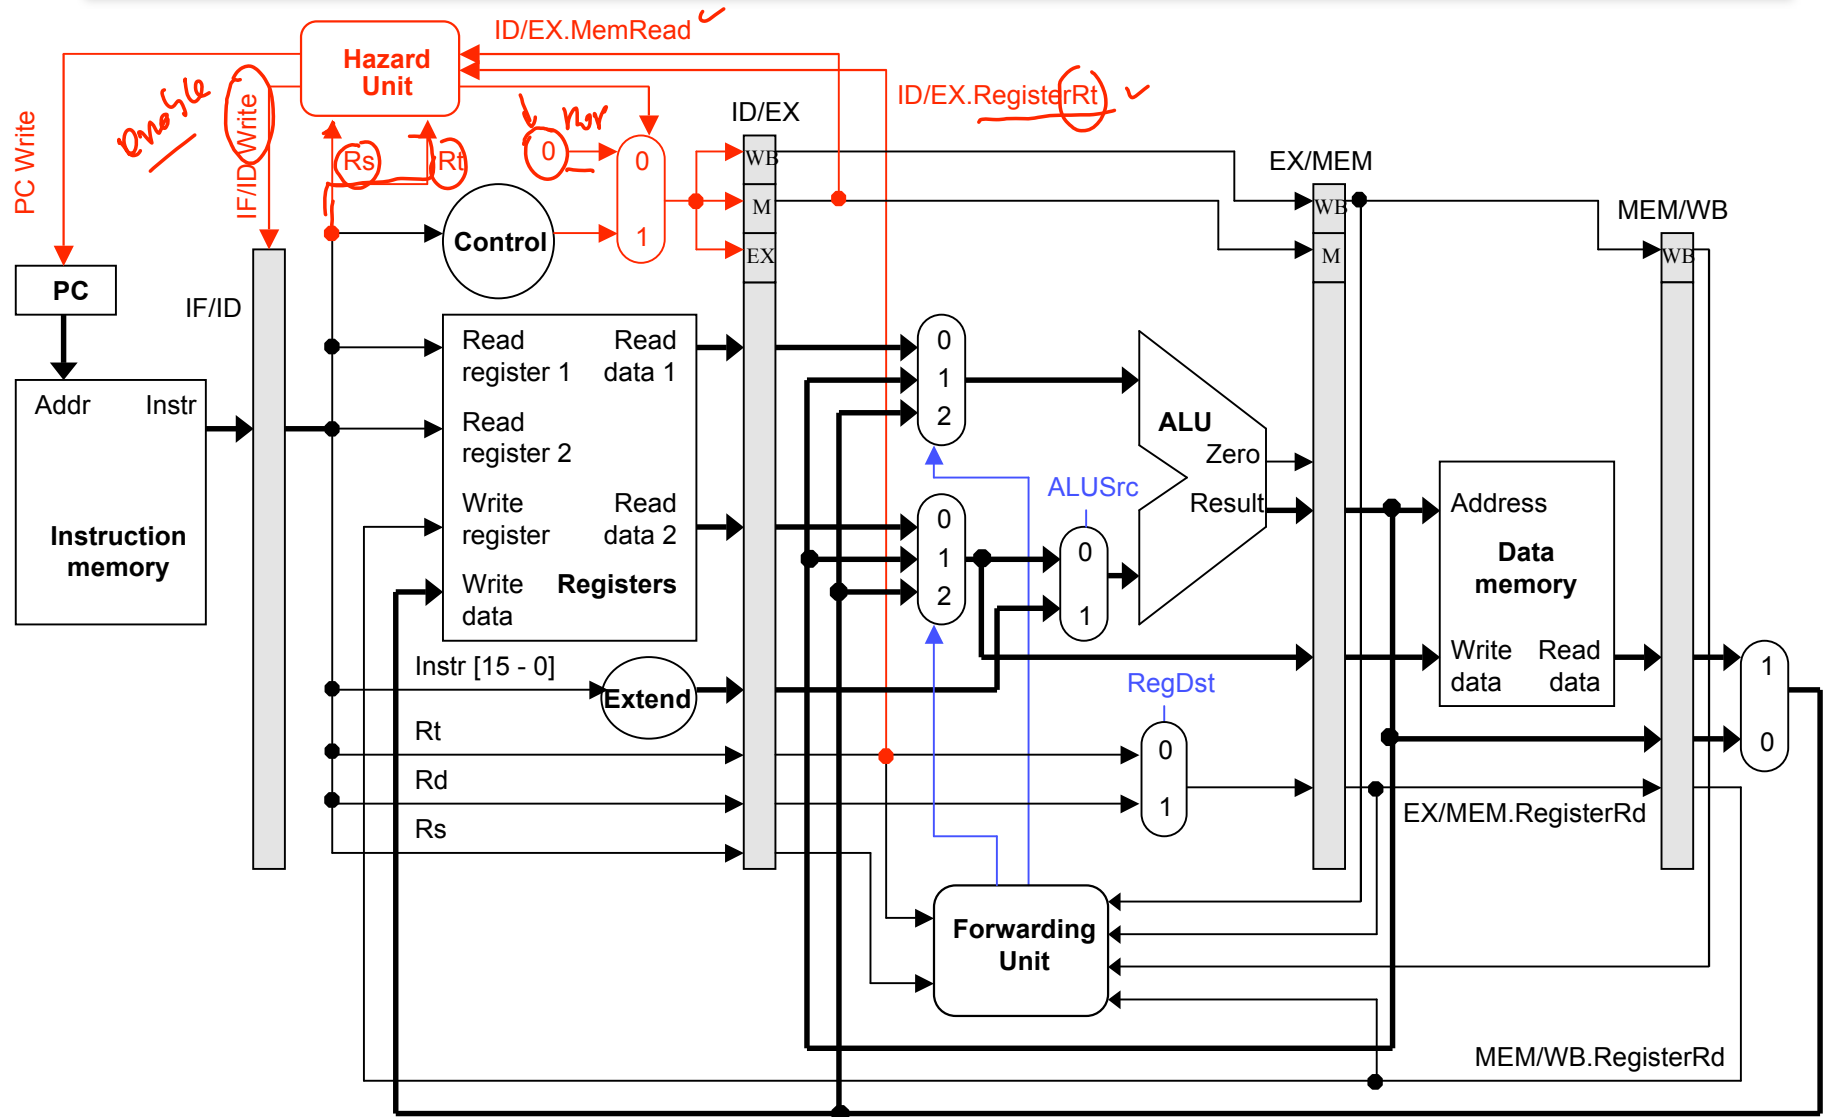 ID/EX.MemRead
Hazard
Unit
ID/EX.RegisterRt
Enable
PC Write
IF/ID Write
Rs
Rt
0
0
1
ID/EX
WB
M
EX
EX/MEM
WB
M
MEM/WB
WB
Control
PC
IF/ID
Addr
Instr
Instruction
memory
Read
register 1
Read
data 1
Read
register 2
Write
register
Read
data 2
Write
data
Registers
0
1
2
0
1
2
ALUSrc
0
1
ALU
Zero
Result
Address
Data
memory
Write
data
Read
data
1
0
Instr [15 - 0]
Extend
Rt
Rd
Rs
RegDst
0
1
EX/MEM.RegisterRd
Forwarding
Unit
MEM/WB.RegisterRd